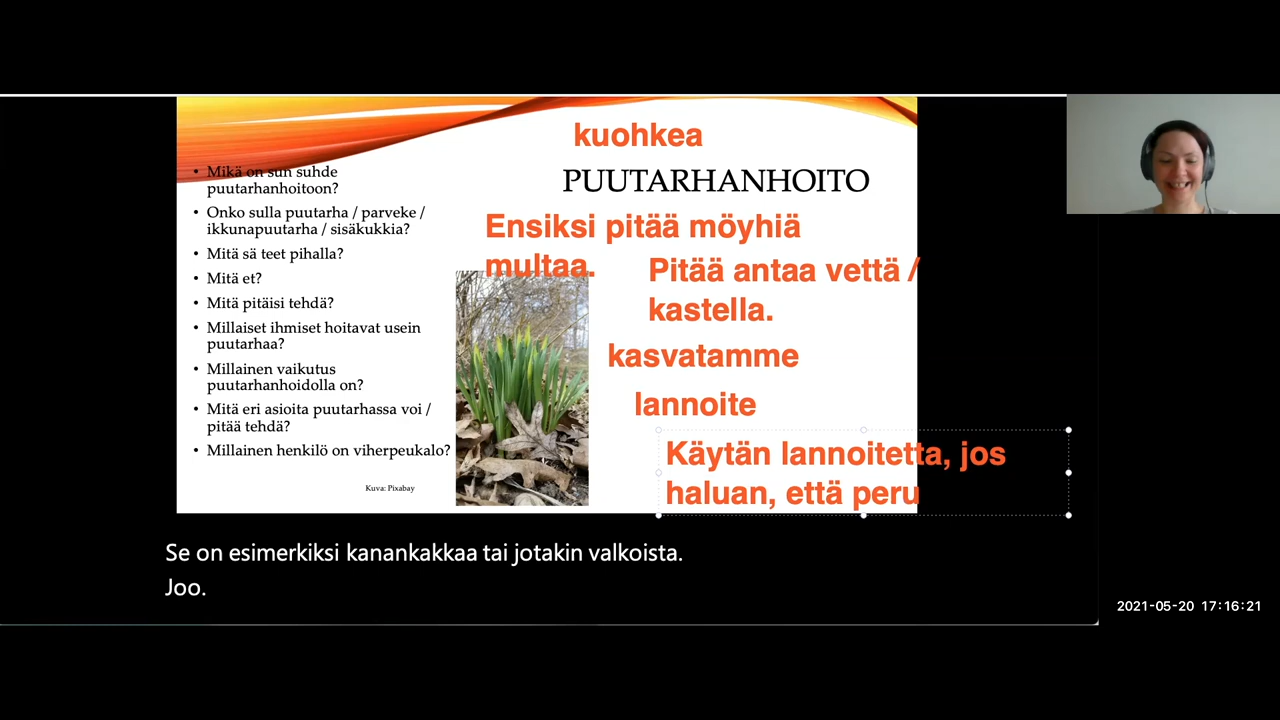 kuohkea
PUUTARHANHOITO
• Mikä on sun suhde
puutarhanhoitoon?
• Onko sulla puutarha / parveke /
ikkunapuutarha / sisäkukkia?
• Mitä sä teet pihalla?
• Mitä et?
• Mitä pitäisi tehdä?
• Millaiset ihmiset hoitavat usein
puutarhaa?
• Millainen vaikutus
puutarhanhoidolla on?
• Mitä eri asioita puutarhassa voi /
pitää tehdä?
• Millainen henkilö on viherpeukalo?
Kuva: Pixabay
Ensiksi pitää möyhiä
multaa.
Pitää antaa vettä /
kastella.
kasvatamme
lannoite
Käytän lannoitetta, jos
haluan, että peru
Se on esimerkiksi kanankakkaa tai jotakin valkoista.
Joo.
2021-05-20 17:16:21